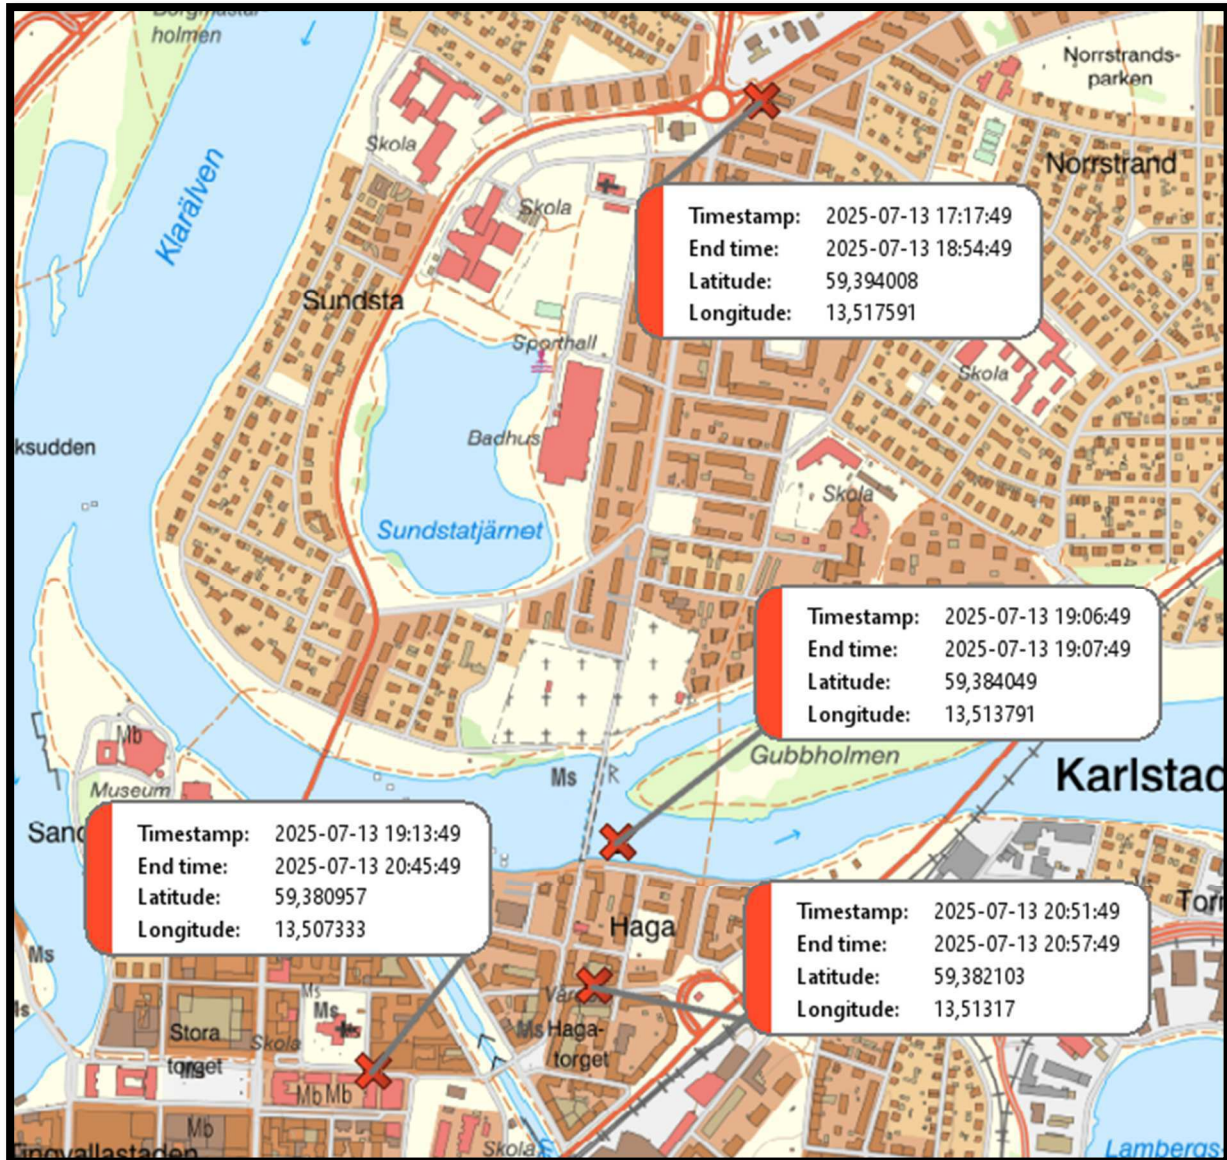 Borgmästar-
holmen
Norrstrands-
parken
Skola
Norrstrand
Klarälven
Skola
Timestamp: 2025-07-13 17:17:49
End time: 2025-07-13 18:54:49
Latitude: 59,394008
Longitude: 13,517591
Sundsta
Sporthall
Skola
ksudden
Badhus
Skola
Sundstatjärnet
Timestamp: 2025-07-13 19:06:49
End time: 2025-07-13 19:07:49
Latitude: 59,384049
Longitude: 13,513791
Mb
Gubbholmen
Ms
R
Karlstad
Museum
Sand
Timestamp: 2025-07-13 19:13:49
End time: 2025-07-13 20:45:49
Latitude: 59,380957
Longitude: 13,507333
Haga
Timestamp: 2025-07-13 20:51:49
End time: 2025-07-13 20:57:49
Latitude: 59,382103
Longitude: 13,51317
Torr
Ms
Ms
Ms
Ms
Stora
torget
Skola
Ms
Haga-
torget
Mb Mb
Mb
Skola
Tingvallastaden
Lambergs